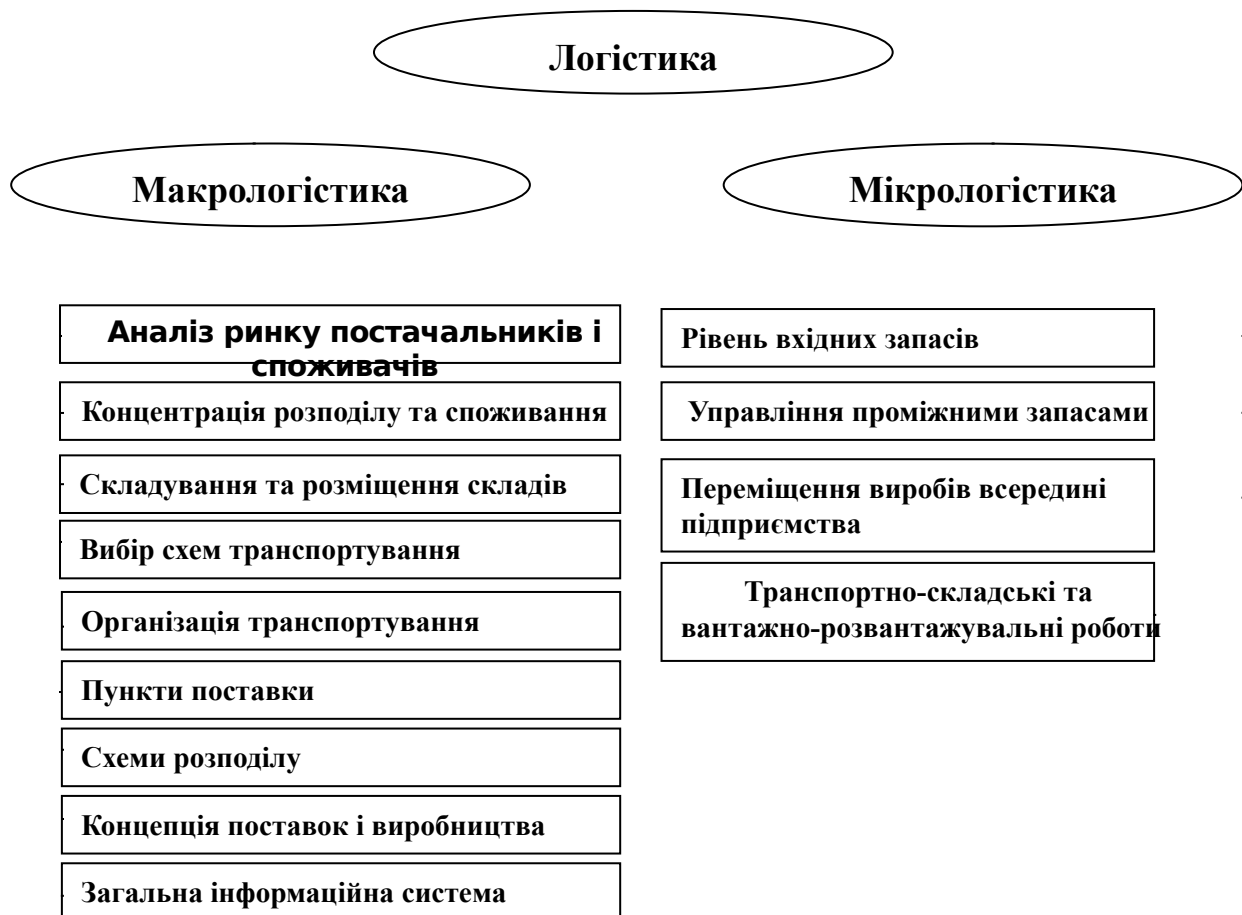 Логістика
Макрологістика
Мікрологістика
Аналіз ринку постачальників і
споживачів
Концентрація розподілу та споживання
Складування та розміщення складів
Вибір схем транспортування
Організація транспортування
Пункти поставки
Схеми розподілу
Концепція поставок і виробництва
Загальна інформаційна система
Рівень вхідних запасів
Управління проміжними запасами
Переміщення виробів всередині
підприємства
Транспортно-складські та
вантажно-розвантажувальні роботи